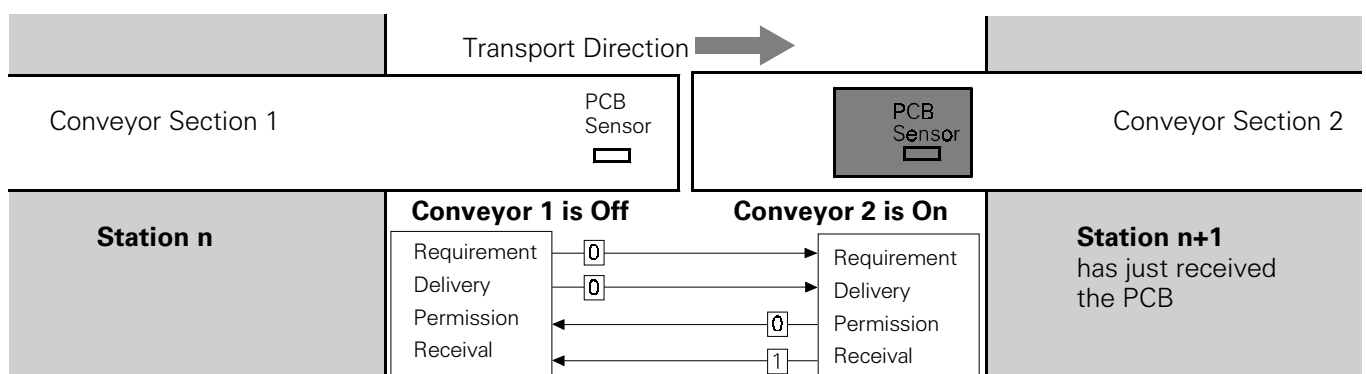 Transport Direction
Conveyor Section 1
PCB
Sensor
PCB
Sensor
Conveyor Section 2
Conveyor 1 is Off
Conveyor 2 is On
Station n
Station n+1
has just received
the PCB
Requirement
0
Requirement
Delivery
0
Delivery
Permission
0
Permission
Receival
1
Receival